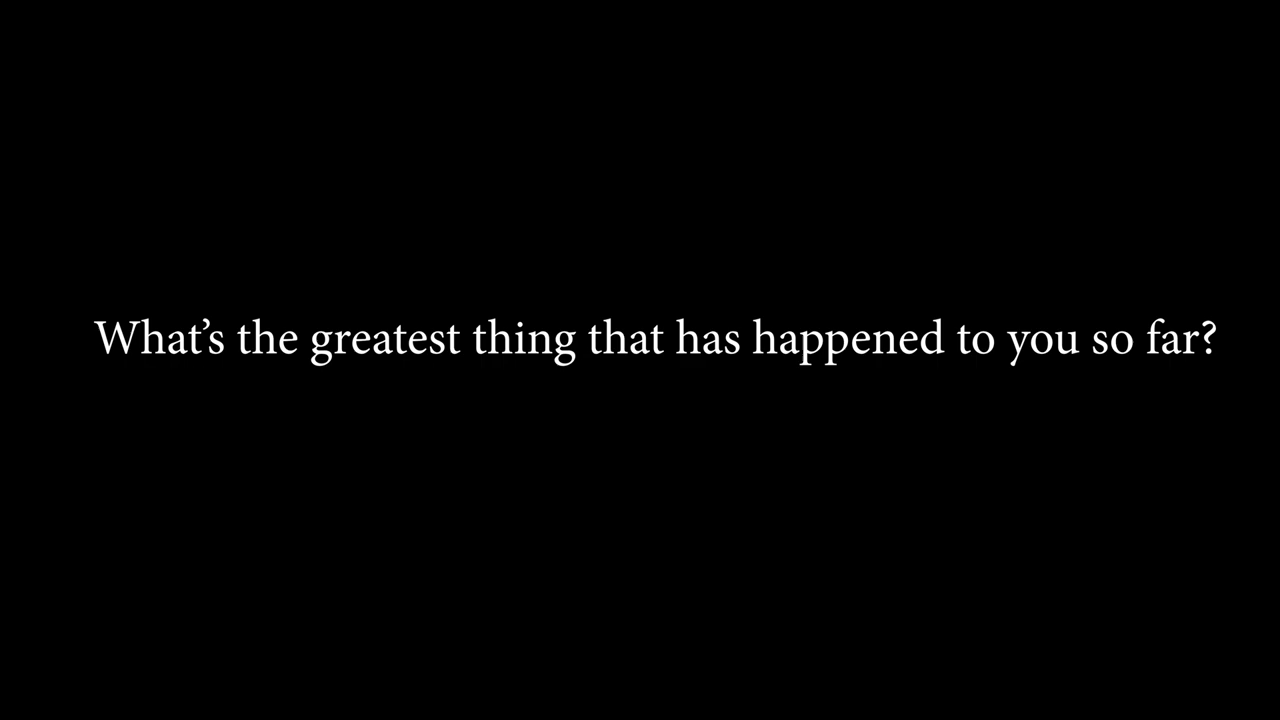 What’s the greatest thing that has happened to you so far?